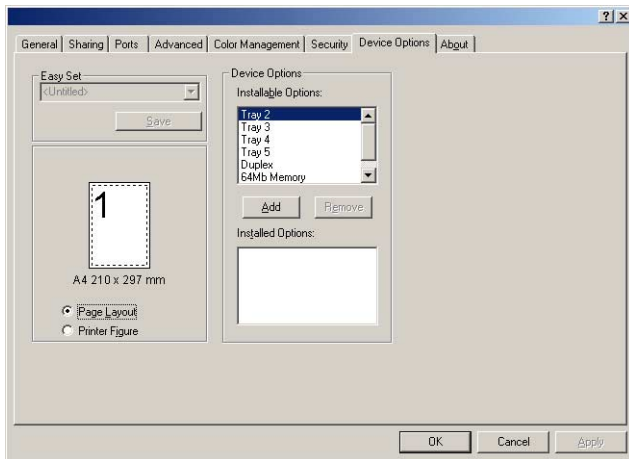 General Sharing Ports Advanced Color Management Security Device Options About
Easy Set
<Untitled>
Save
1
A4 210 x 297 mm
Page Layout
Printer Figure
Device Options
Installable Options:
Tray 2
Tray 3
Tray 4
Tray 5
Duplex
64Mb Memory
Add Remove
Installed Options:
OK Cancel Apply